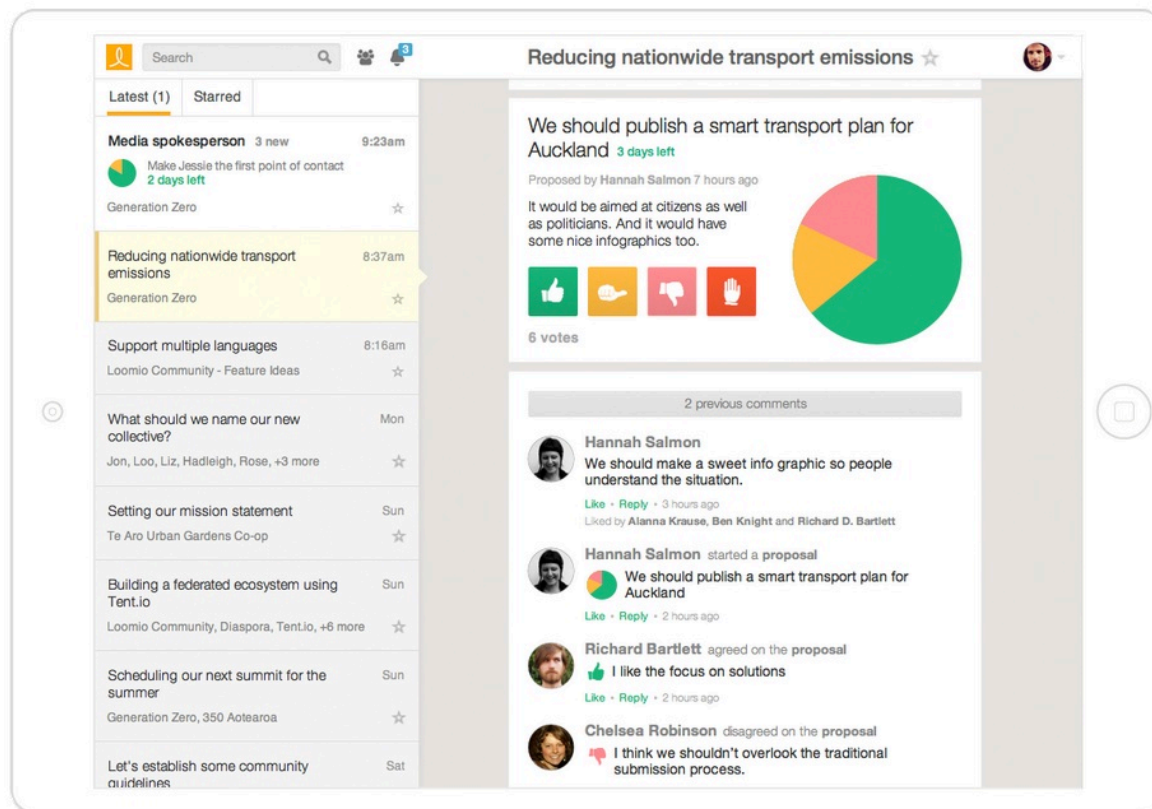 Search
3
Reducing nationwide transport emissions
Latest (1)
Starred
Media spokesperson 3 new 9:23am
Make Jessie the first point of contact
2 days left
Generation Zero
Reducing nationwide transport 8:37am
emissions
Generation Zero
Support multiple languages 8:16am
Loomio Community - Feature Ideas
What should we name our new Mon
collective?
Jon, Loo, Liz, Hadleigh, Rose, +3 more
Setting our mission statement Sun
Te Aro Urban Gardens Co-op
Building a federated ecosystem using Sun
Tent.io
Loomio Community, Diaspora, Tent.io, +6 more
Scheduling our next summit for the Sun
summer
Generation Zero, 350 Aotearoa
Let's establish some community Sat
guidelines
We should publish a smart transport plan for
Auckland 3 days left
Proposed by Hannah Salmon 7 hours ago
It would be aimed at citizens as well
as politicians. And it would have
some nice infographics too.
6 votes
2 previous comments
Hannah Salmon
We should make a sweet info graphic so people
understand the situation.
Like • Reply • 3 hours ago
Liked by Alanna Krause, Ben Knight and Richard D. Bartlett
Hannah Salmon started a proposal
We should publish a smart transport plan for
Auckland
Like • Reply • 2 hours ago
Richard Bartlett agreed on the proposal
I like the focus on solutions
Like • Reply • 2 hours ago
Chelsea Robinson disagreed on the proposal
I think we shouldn't overlook the traditional
submission process.